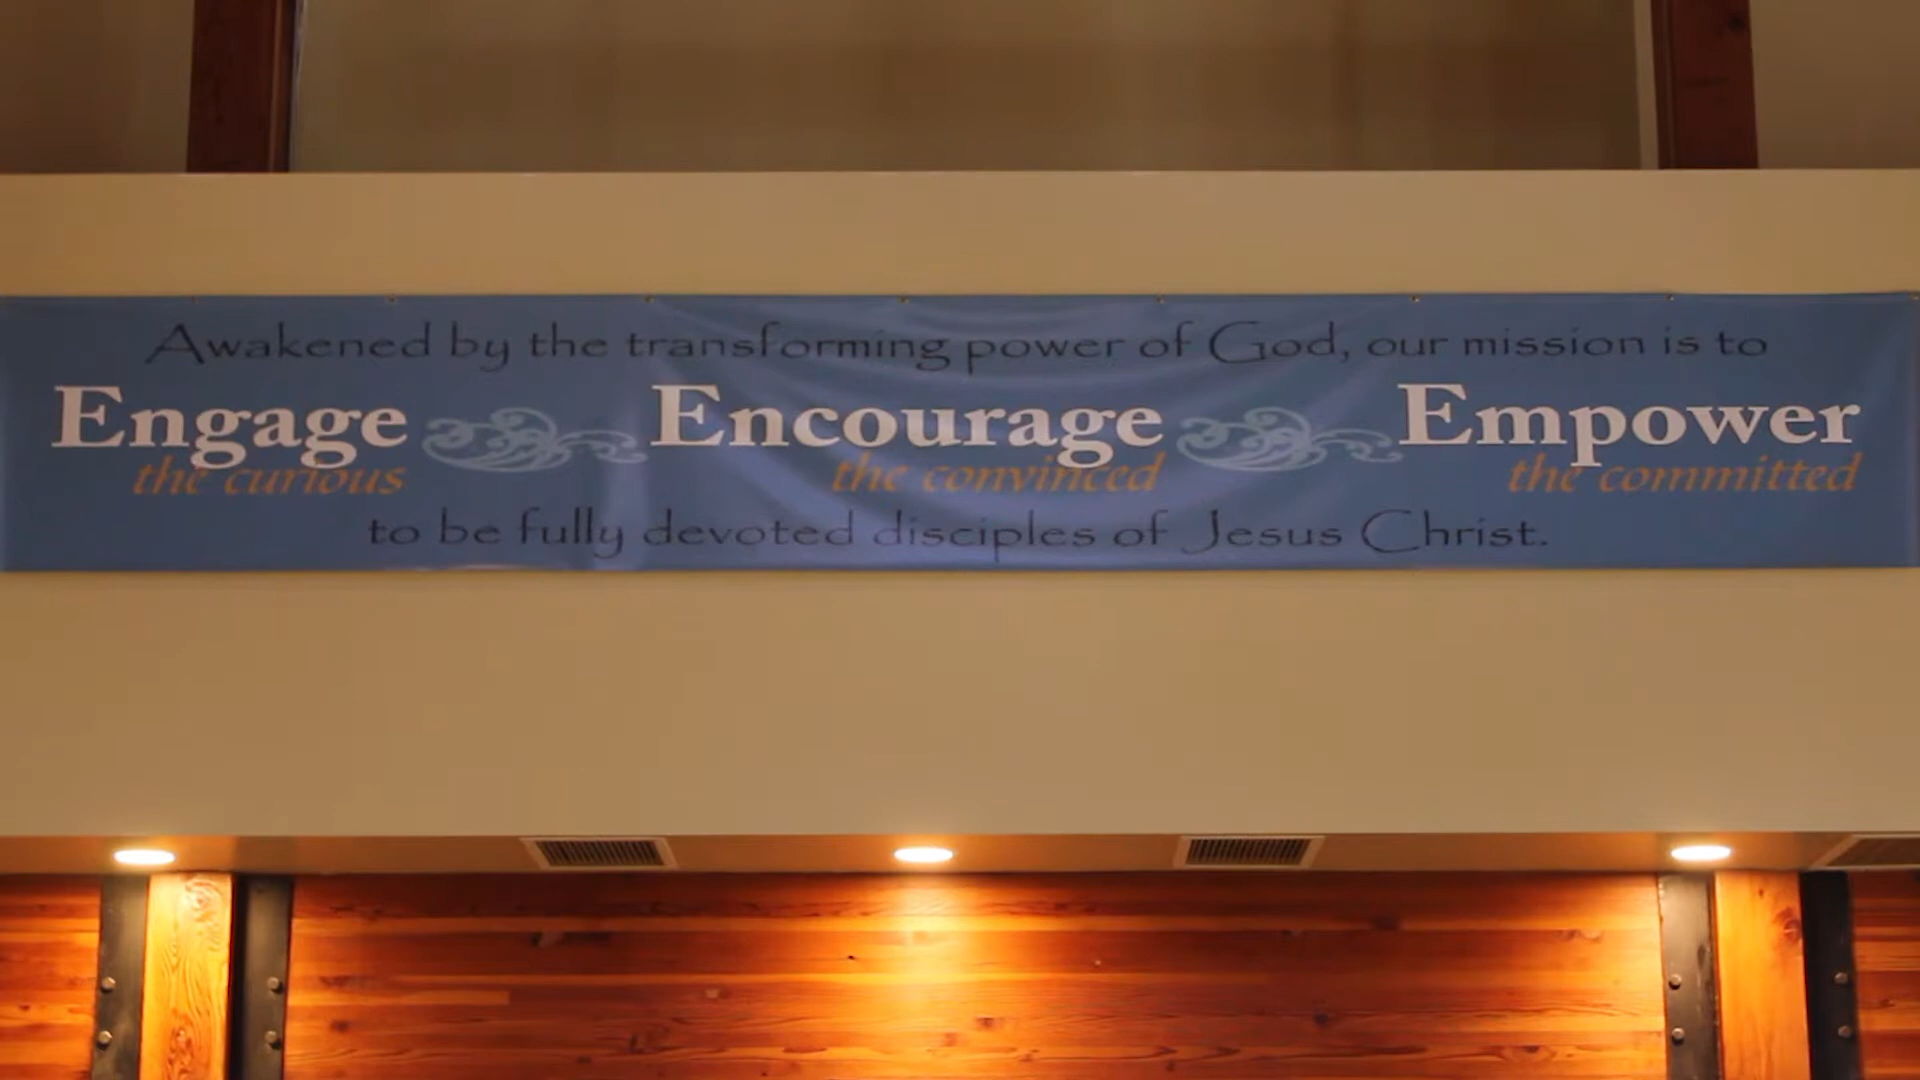 Awakened by the transforming power of God, our mission is to
Engage Encourage Empower
the curious the convinced the committed
to be fully devoted disciples of Jesus Christ.